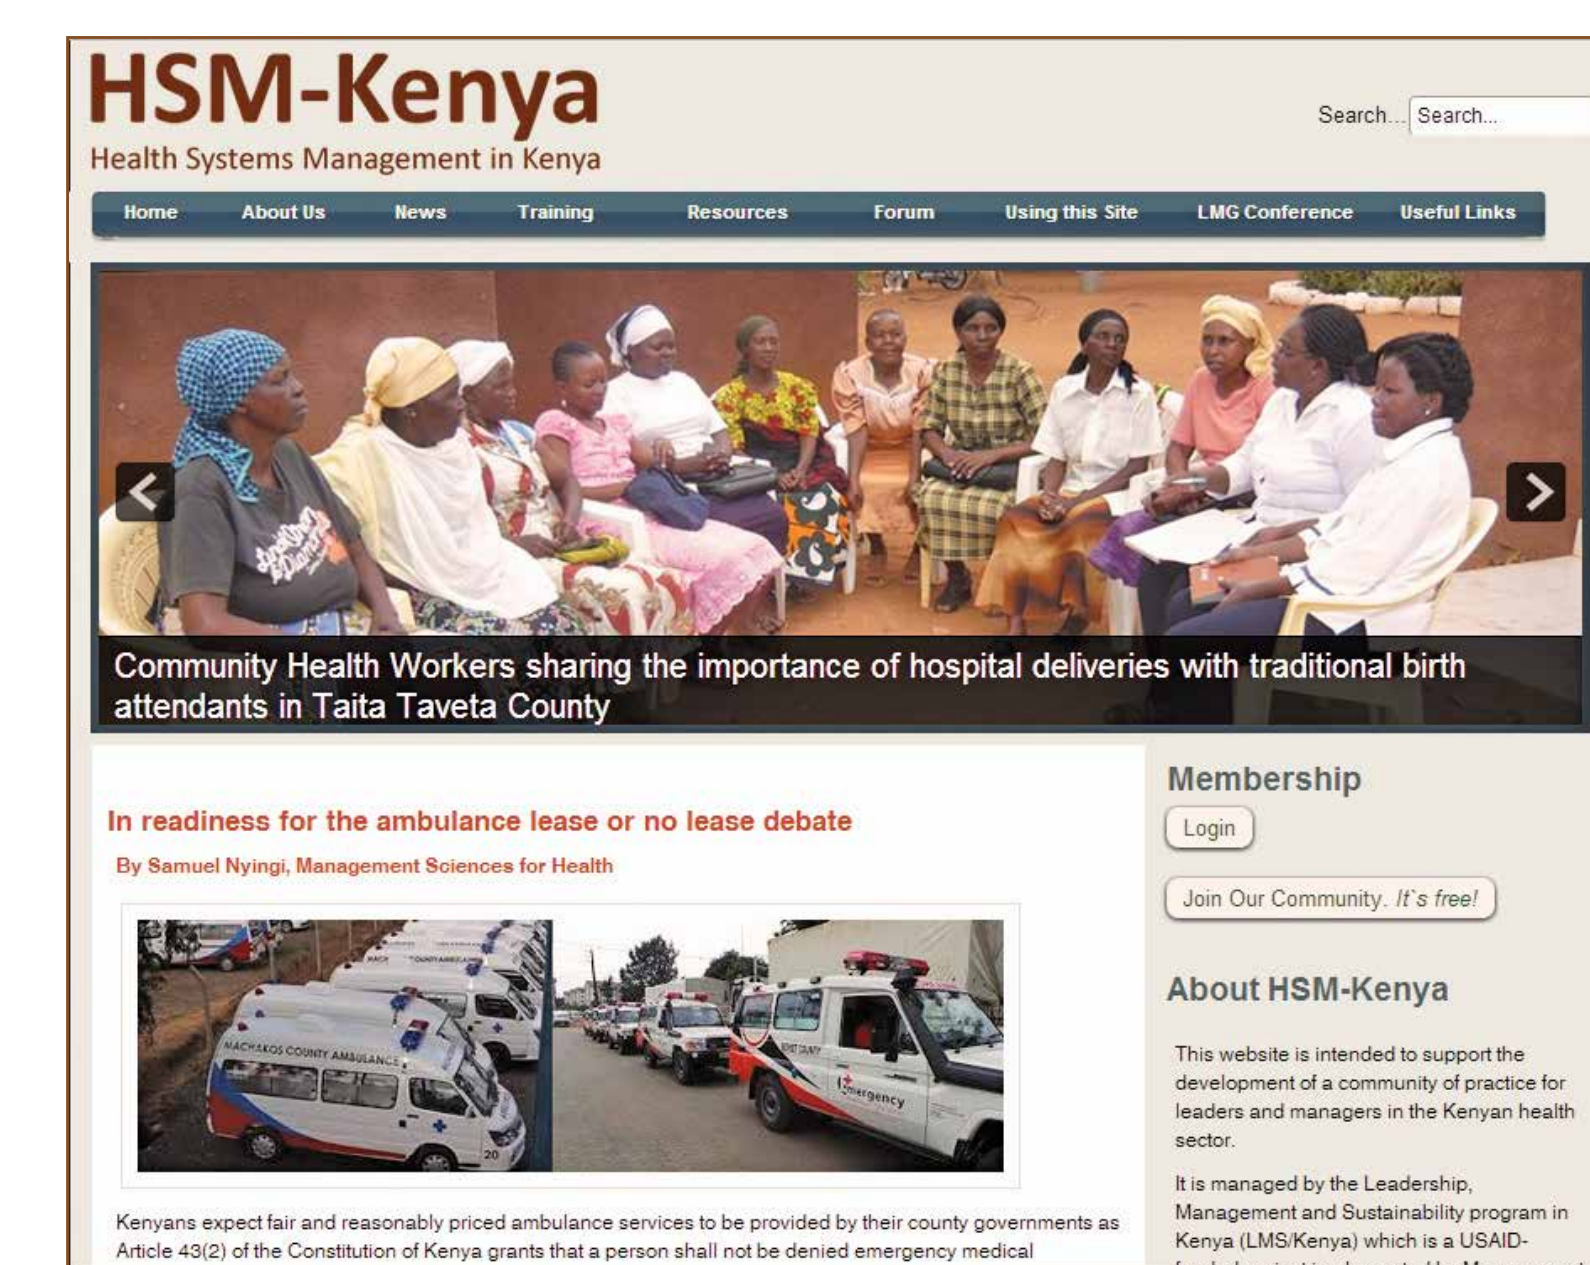 HSM-Kenya
Health Systems Management in Kenya
Search... Search...
Home About Us News Training Resources Forum Using this Site LMG Conference Useful Links
Community Health Workers sharing the importance of hospital deliveries with traditional birth
attendants in Taita Taveta County
In readiness for the ambulance lease or no lease debate
By Samuel Nyingi, Management Sciences for Health
MACHAKOS COUNTY AMBULANCE
20
Emergency
Kenyans expect fair and reasonably priced ambulance services to be provided by their county governments as
Article 43(2) of the Constitution of Kenya grants that a person shall not be denied emergency medical
Membership
Login
Join Our Community. It`s free!
About HSM-Kenya
This website is intended to support the
development of a community of practice for
leaders and managers in the Kenyan health
sector.
It is managed by the Leadership,
Management and Sustainability program in
Kenya (LMS/Kenya) which is a USAID-